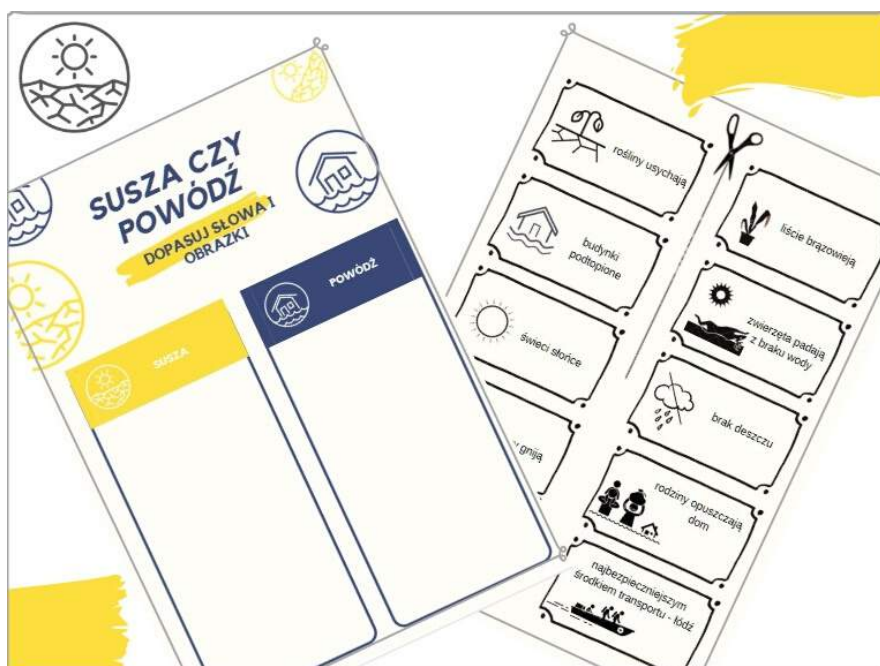 SUSZA CZY
POWÓDŹ
DOPASUJ SŁOWA I
OBRAZKI
SUSZA
POWÓDŹ
rośliny usychają
budynki
podtopione
świeci słońce
gniją
liście brązowieją
zwierzęta padają
z braku wody
brak deszczu
rodziny opuszczają
dom
najbezpieczniejszym
środkiem transportu - łódź